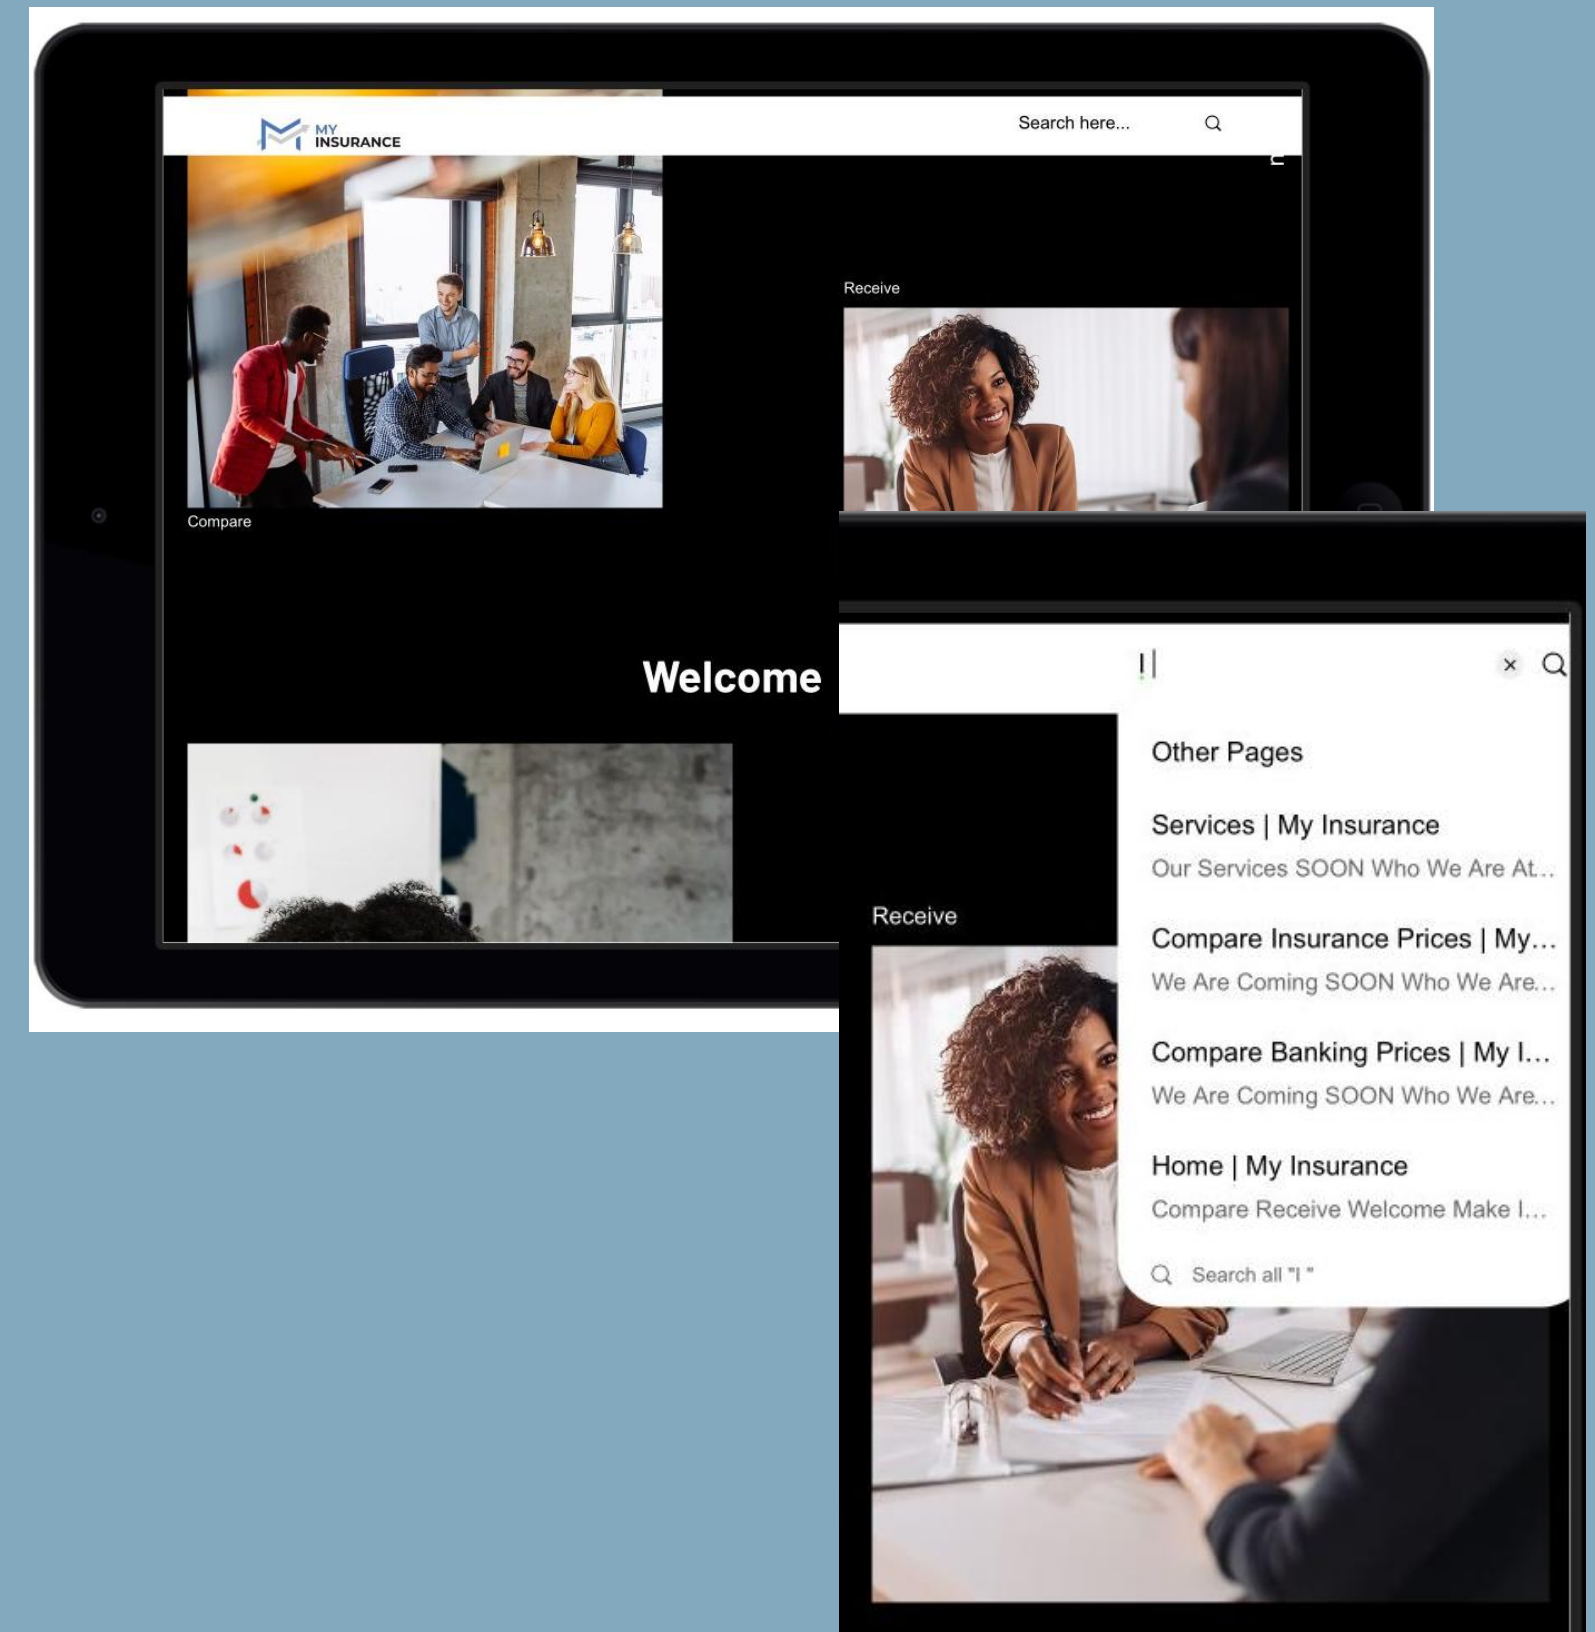 MY
INSURANCE
Search here...
Receive
Compare
Welcome
Other Pages
Services | My Insurance
Our Services SOON Who We Are At...
Compare Insurance Prices | My...
We Are Coming SOON Who We Are...
Compare Banking Prices | My I...
We Are Coming SOON Who We Are...
Home | My Insurance
Compare Receive Welcome Make I...
Search all "I "
Receive